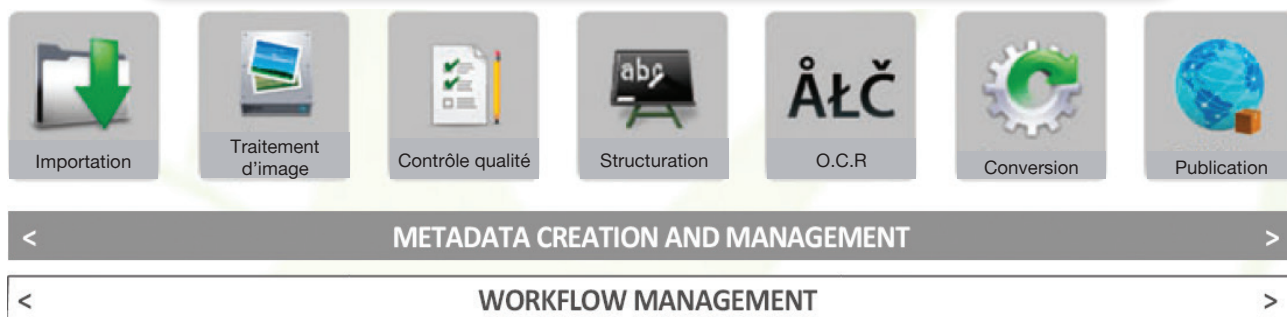 abc
ÅŁČ
Importation
Traitement
d'image
Contrôle qualité
Structuration
O.C.R
Conversion
Publication
< METADATA CREATION AND MANAGEMENT >
< WORKFLOW MANAGEMENT >